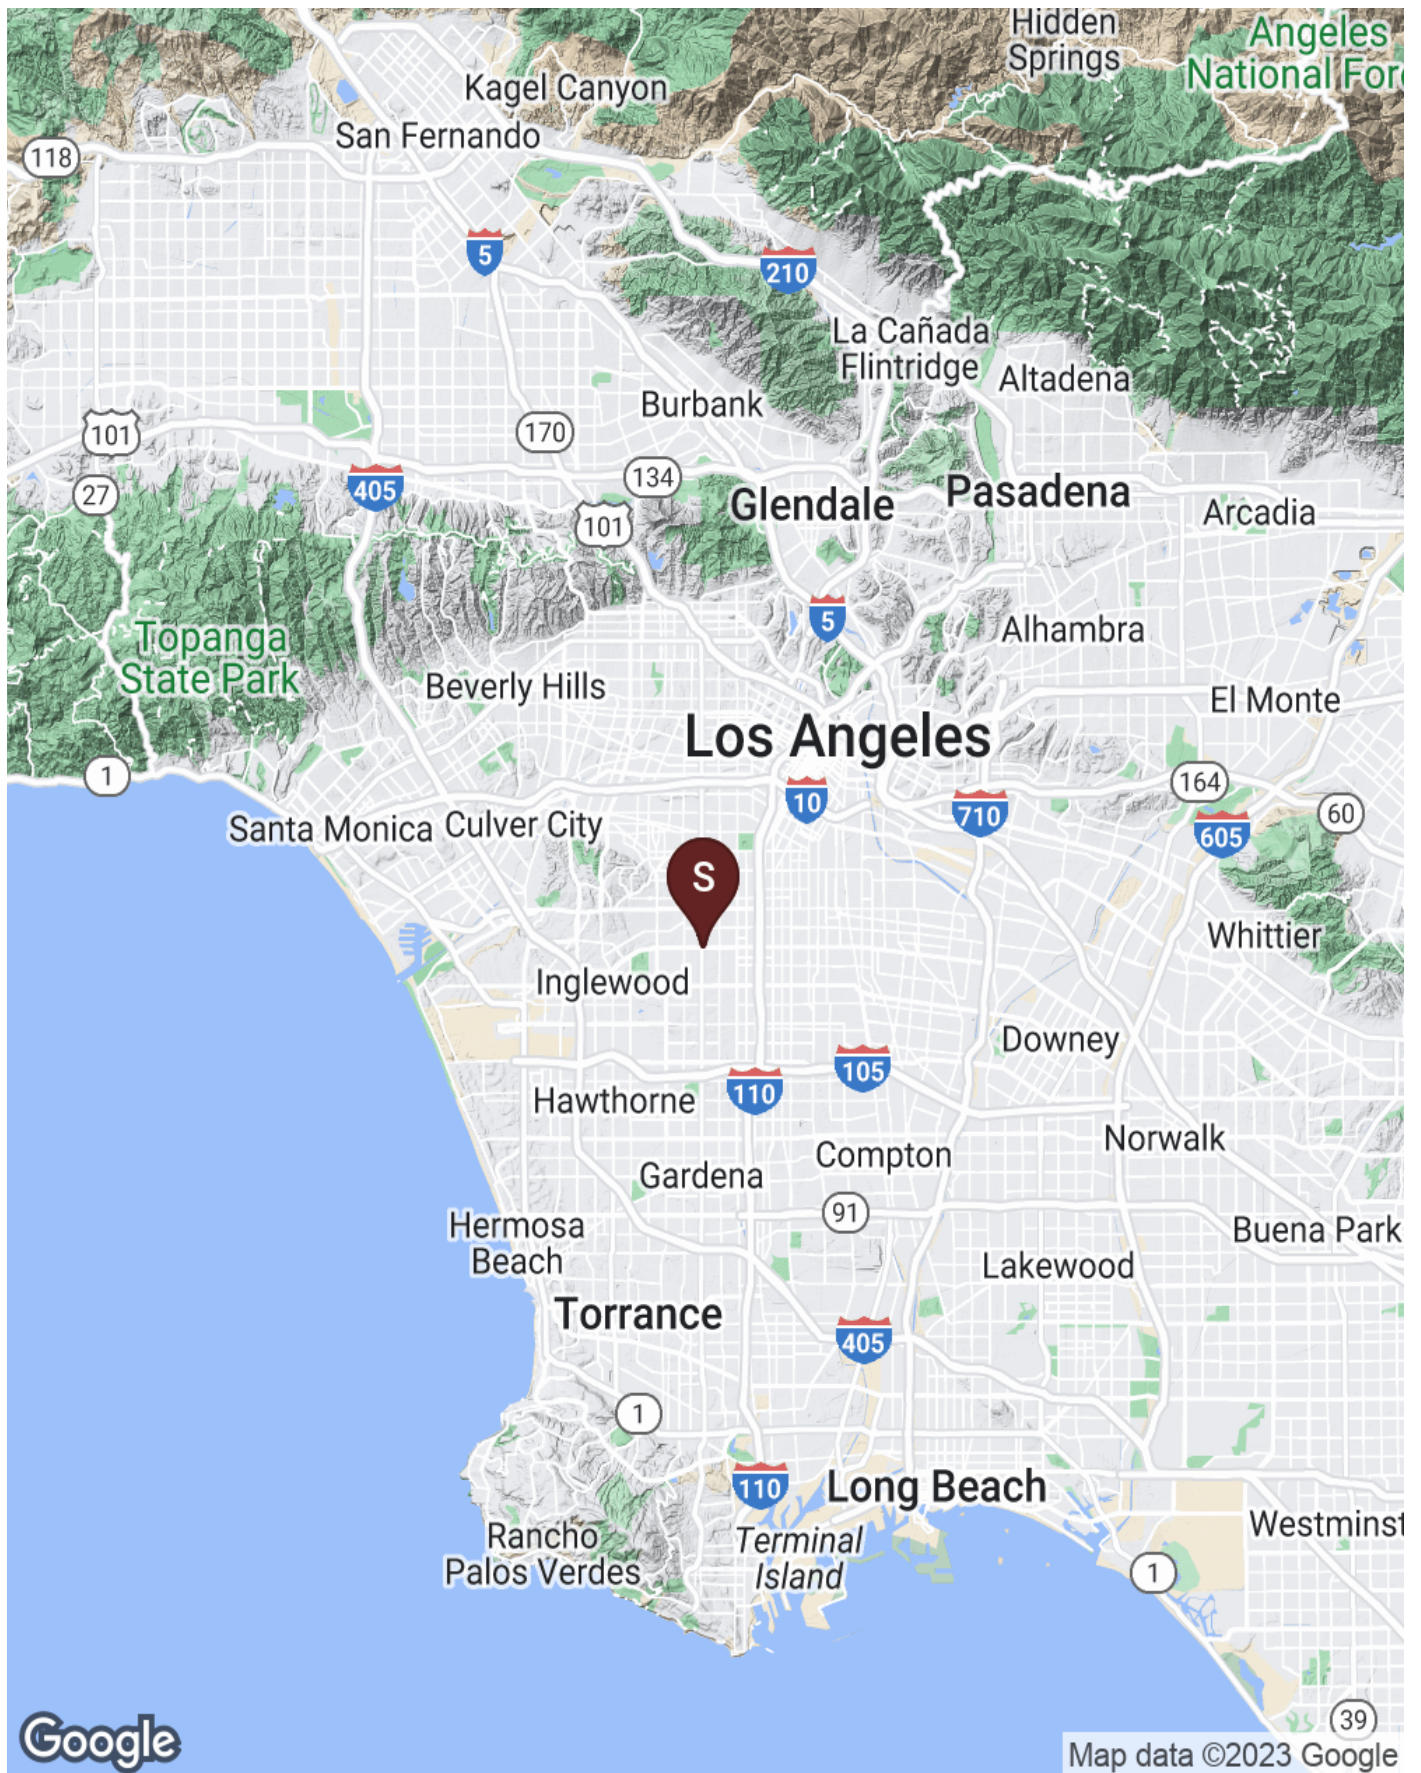 Hidden
Springs
Angeles
National For
Kagel Canyon
San Fernando
118
5
210
La Cañada
Flintridge
Altadena
Burbank
101
170
134
27
405
Glendale
Pasadena
Arcadia
101
5
Alhambra
Topanga
State Park
Beverly Hills
El Monte
Los Angeles
1
10
710
164
605
60
Santa Monica
Culver City
S
Whittier
Inglewood
Downey
105
110
Hawthorne
Norwalk
Compton
Gardena
91
Hermosa
Beach
Buena Park
Lakewood
Torrance
405
1
110
Long Beach
Westminst
Rancho
Palos Verdes
Terminal
Island
1
39
Google
Map data ©2023 Google